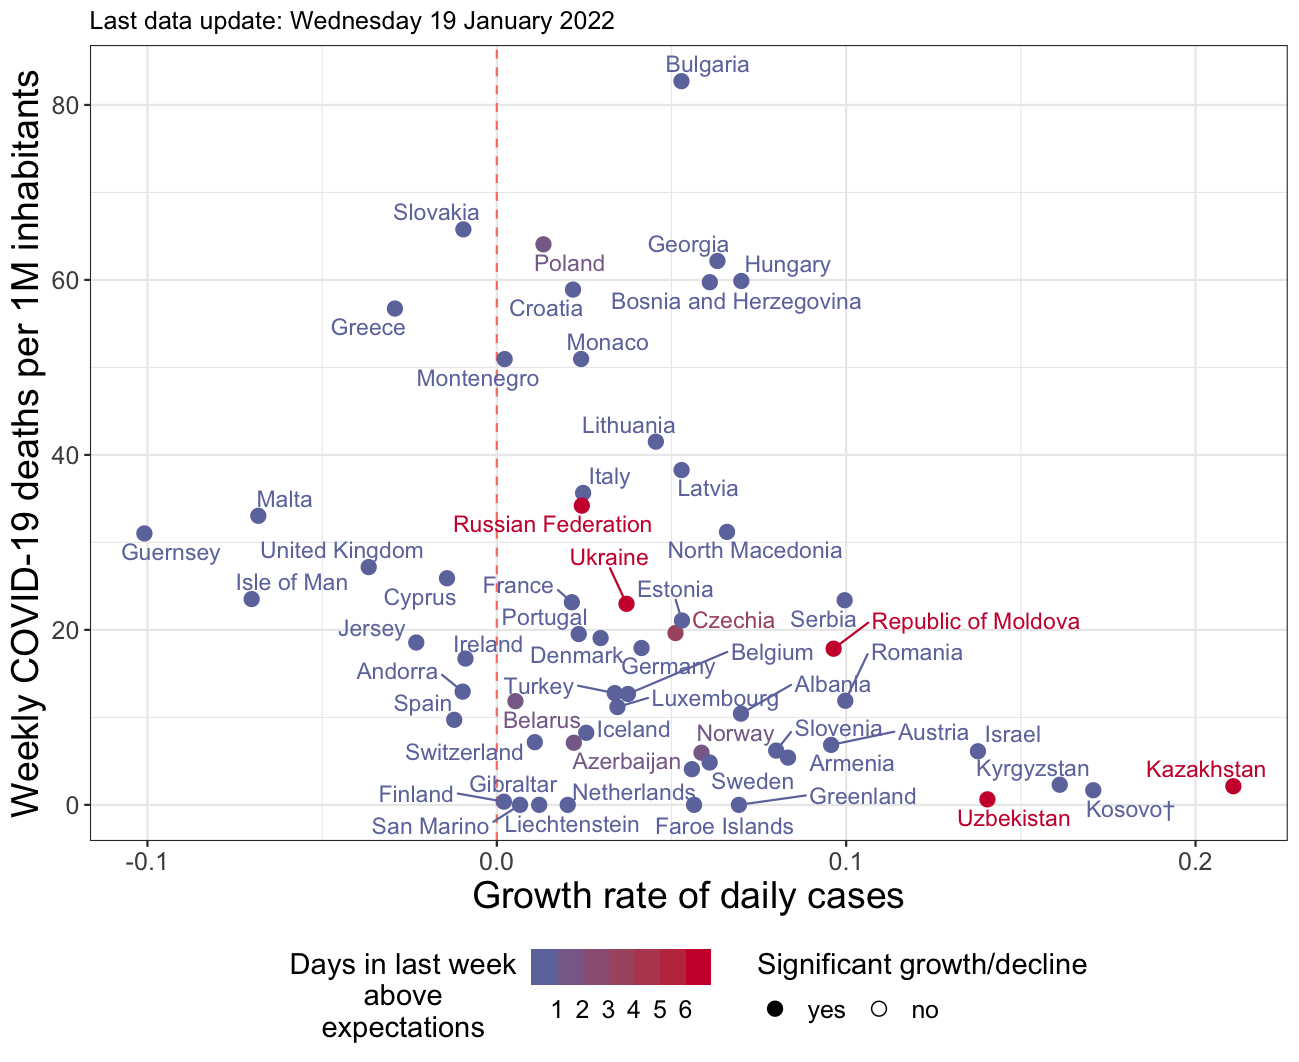 Last data update: Wednesday 19 January 2022
Weekly COVID-19 deaths per 1M inhabitants
80
60
40
20
0
Bulgaria
Slovakia
Poland
Georgia
Hungary
Croatia
Bosnia and Herzegovina
Greece
Monaco
Montenegro
Lithuania
Italy
Latvia
Malta
Russian Federation
Guernsey
United Kingdom
North Macedonia
Ukraine
Isle of Man
France
Estonia
Cyprus
Portugal
Czechia
Serbia
Republic of Moldova
Jersey
Ireland
Denmark
Germany
Belgium
Romania
Andorra
Turkey
Luxembourg
Albania
Spain
Belarus
Iceland
Norway
Slovenia
Austria
Israel
Switzerland
Azerbaijan
Armenia
Kyrgyzstan
Kazakhstan
Gibraltar
Sweden
Finland
Netherlands
Greenland
Kosovo†
San Marino
Liechtenstein
Faroe Islands
Uzbekistan
-0.1
0.0
0.1
0.2
Growth rate of daily cases
Days in last week
above
expectations
1 2 3 4 5 6
Significant growth/decline
yes no